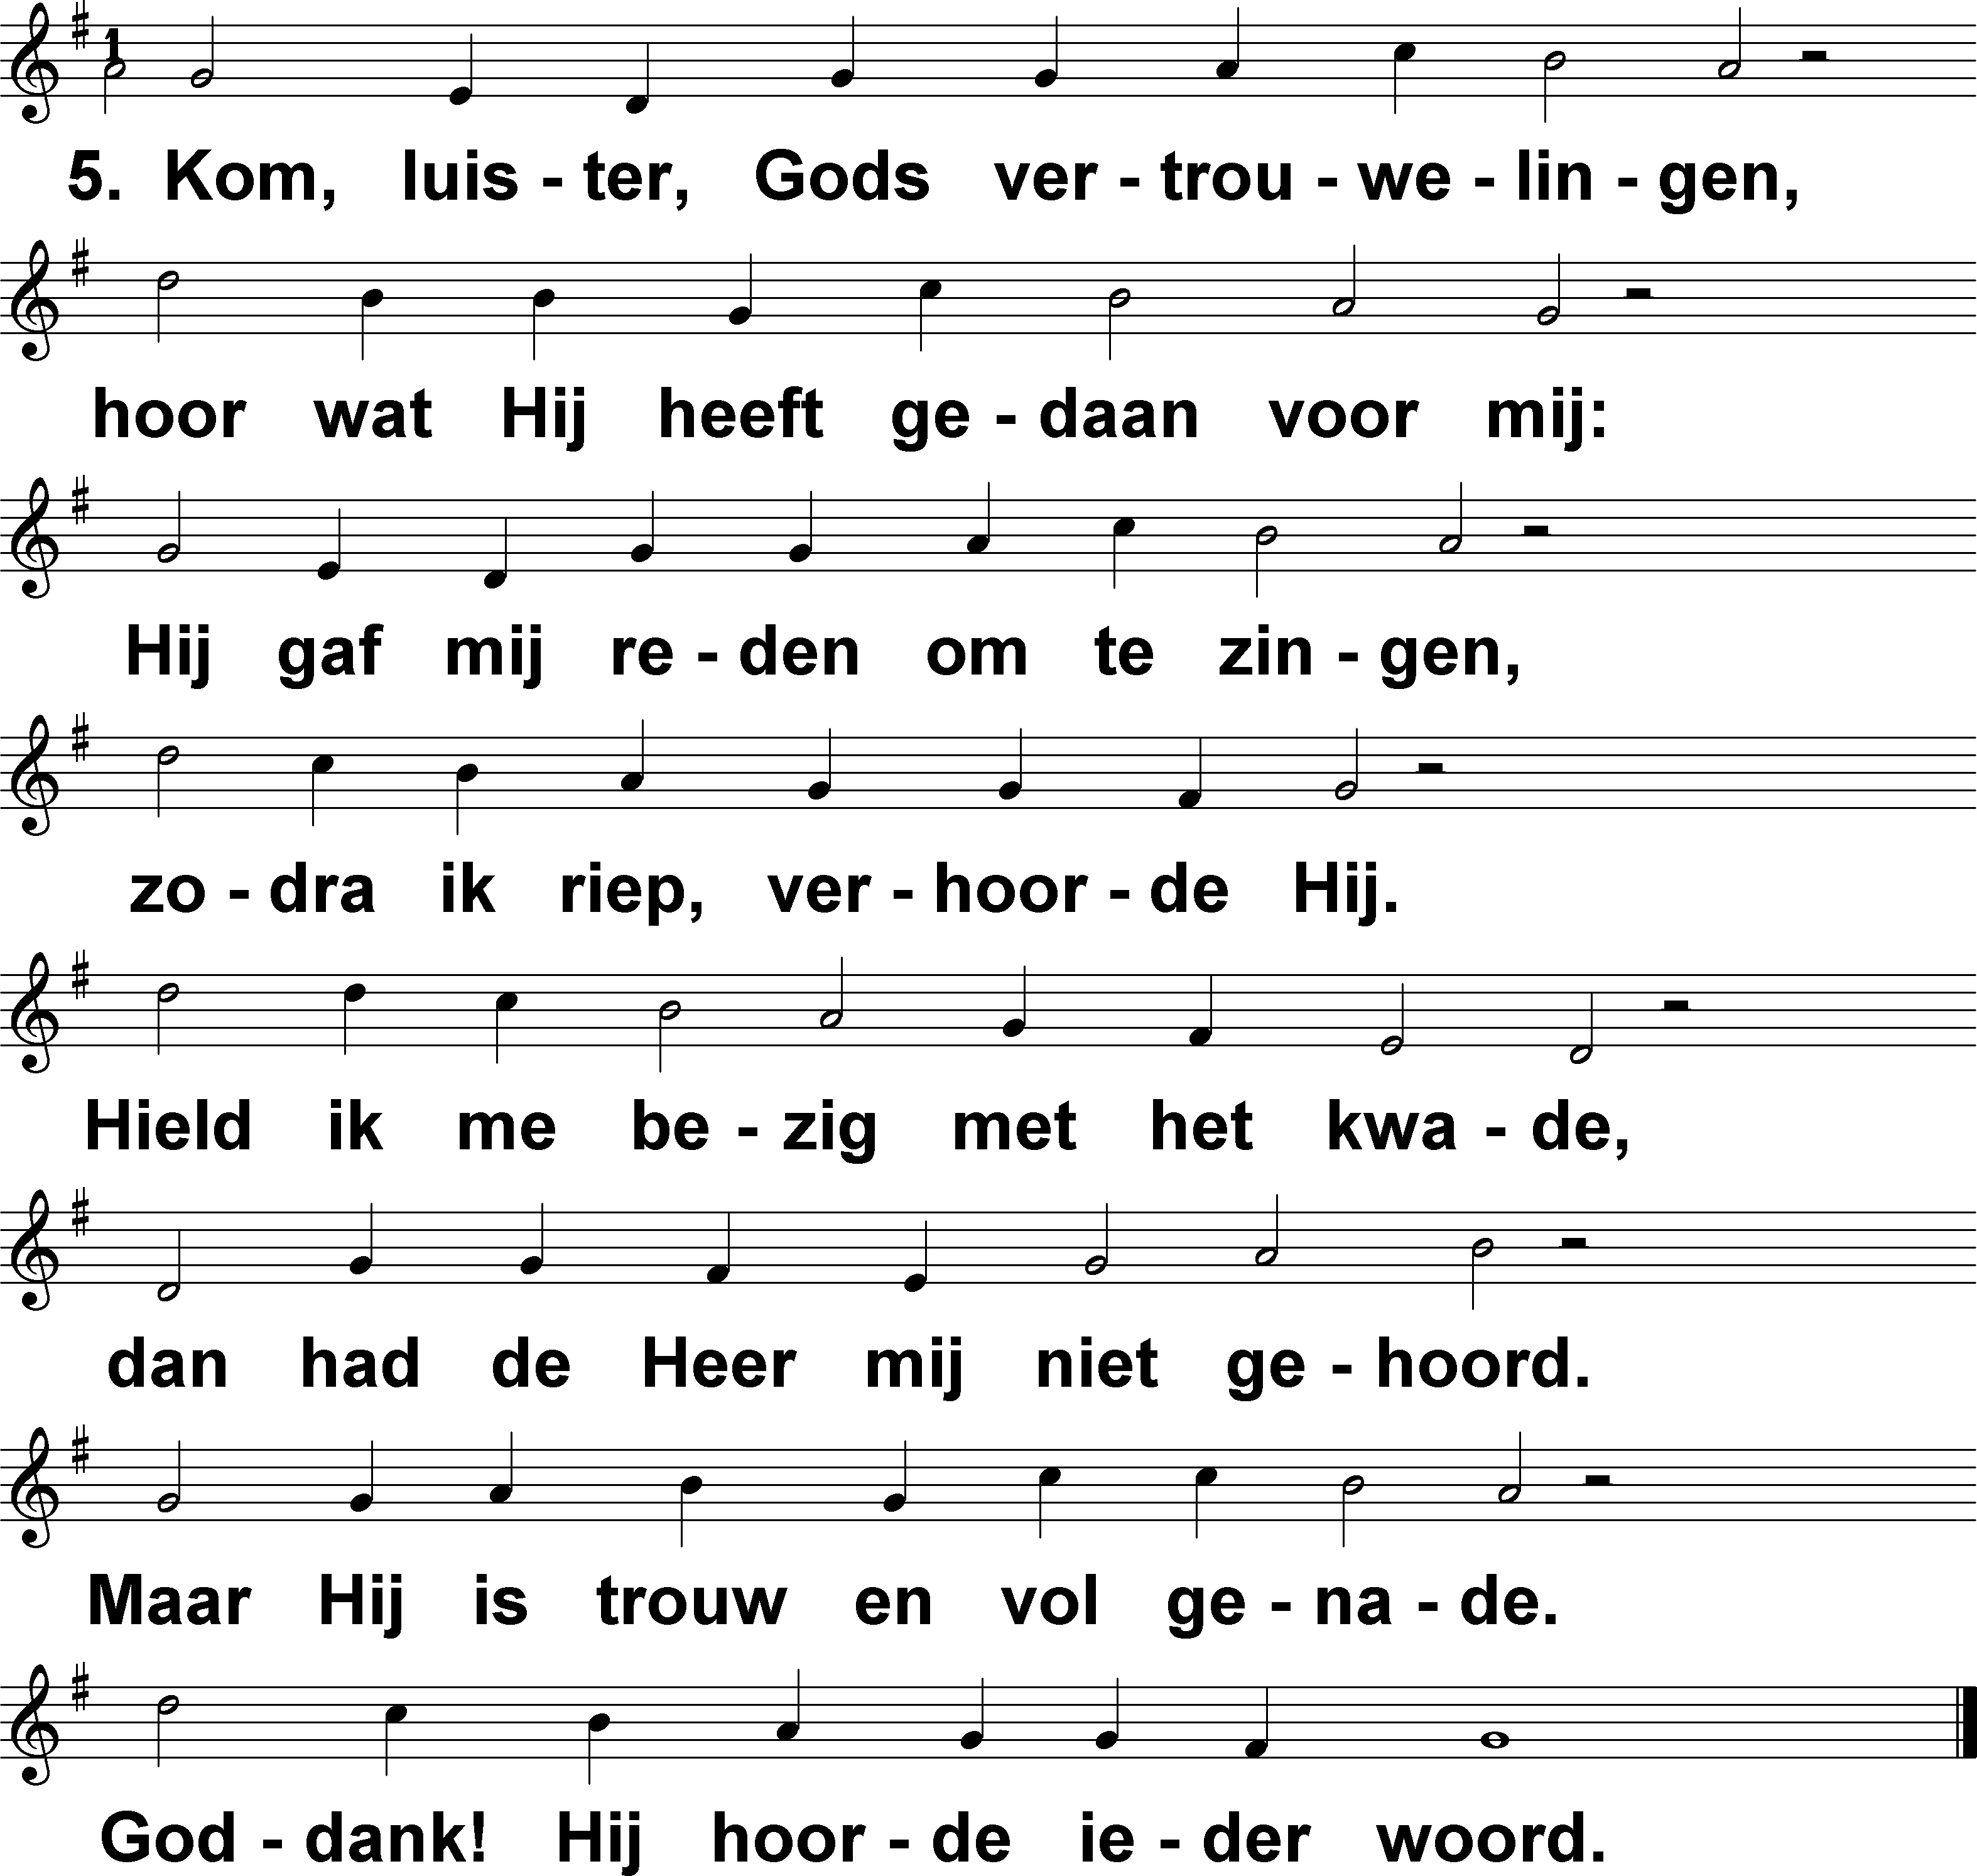 5. Kom, luis - ter, Gods ver - trou - we - lin - gen,
hoor wat Hij heeft ge - daan voor mij:
Hij gaf mij re - den om te zin - gen,
zo - dra ik riep, ver - hoor - de Hij.
Hield ik me be - zig met het kwa - de,
dan had de Heer mij niet ge - hoord.
Maar Hij is trouw en vol ge - na - de.
God - dank! Hij hoor - de ie - der woord.